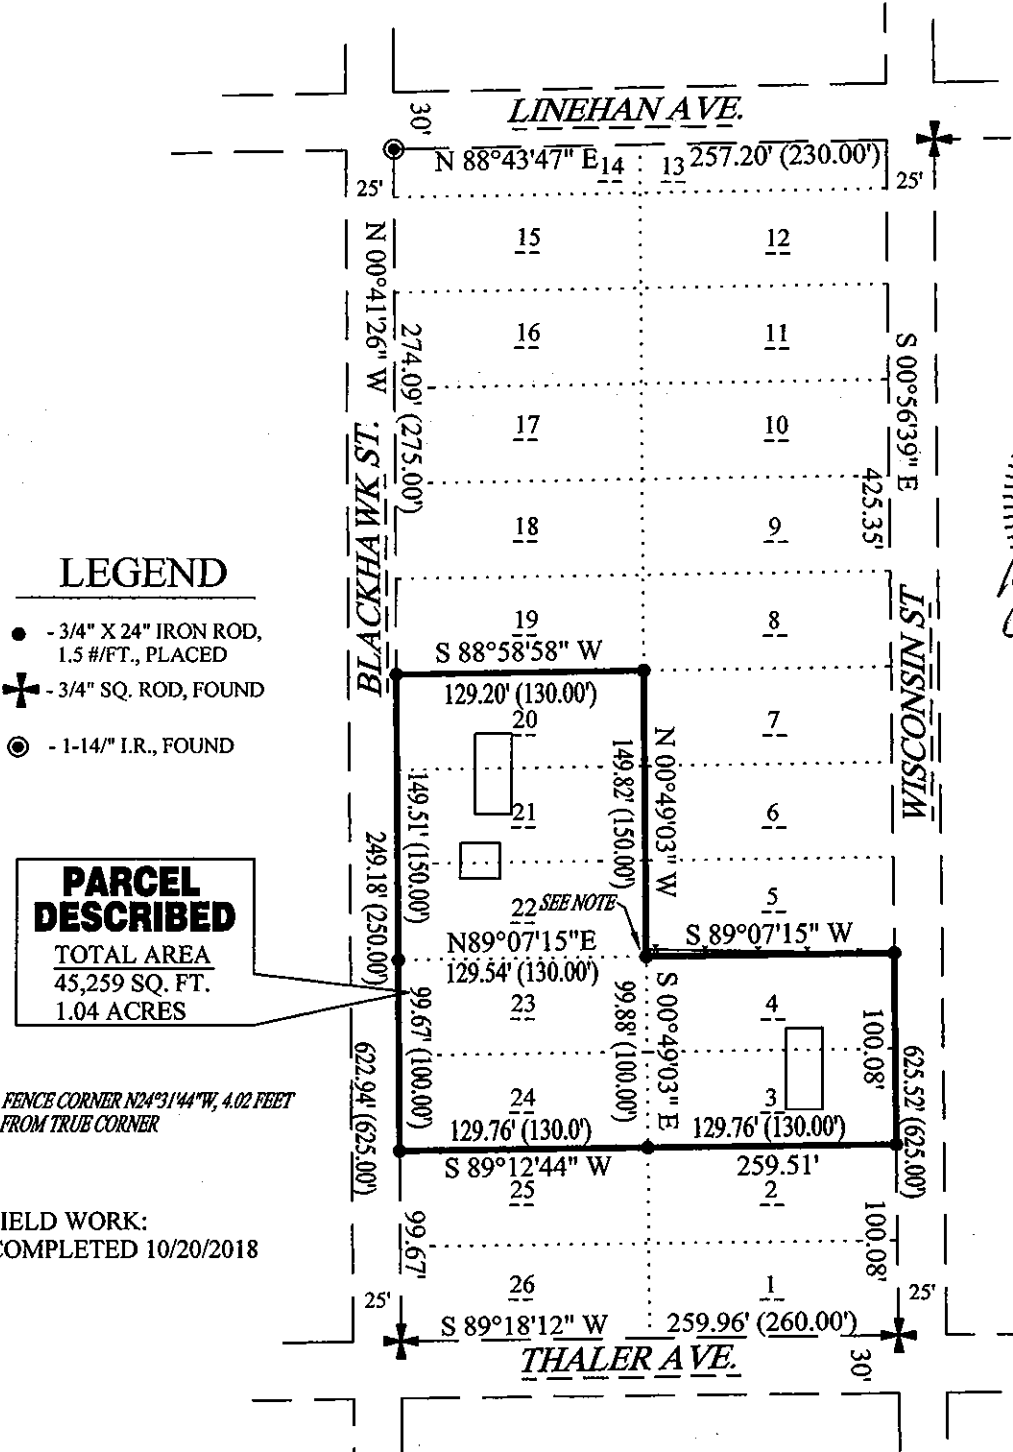 LINEHAN AVE.
30'
N 88°43'47" E
14
13
257.20' (230.00')
25'
25'
15
12
N 00°41'26" W
16
11
274.09' (275.00')
S 00°56'39" E
17
10
BLACKHAWK ST.
425.35'
18
9
LEGEND
- 3/4" X 24" IRON ROD,
1.5 #/FT., PLACED
- 3/4" SQ. ROD, FOUND
- 1-14/" I.R., FOUND
19
8
WISCONSIN ST
S 88°58'58" W
129.20' (130.00')
20
7
N 00°49'03" W
149.82' (150.00')
149.51' (150.00')
21
6
249.18' (250.00')
PARCEL
DESCRIBED
TOTAL AREA
45,259 SQ. FT.
1.04 ACRES
22
SEE NOTE
5
N89°07'15"E
129.54' (130.00')
S 89°07'15" W
23
4
99.67' (100.00')
99.88' (100.00')
S 00°49'03" E
100.08'
622.94' (625.00')
625.52' (625.00')
FENCE CORNER N24°31'44"W, 4.02 FEET
FROM TRUE CORNER
24
3
129.76' (130.0')
129.76' (130.00')
S 89°12'44" W
259.51'
25
2
99.67'
100.08'
IELD WORK:
COMPLETED 10/20/2018
26
1
25'
25'
S 89°18'12" W
259.96' (260.00')
THALER AVE.
30'